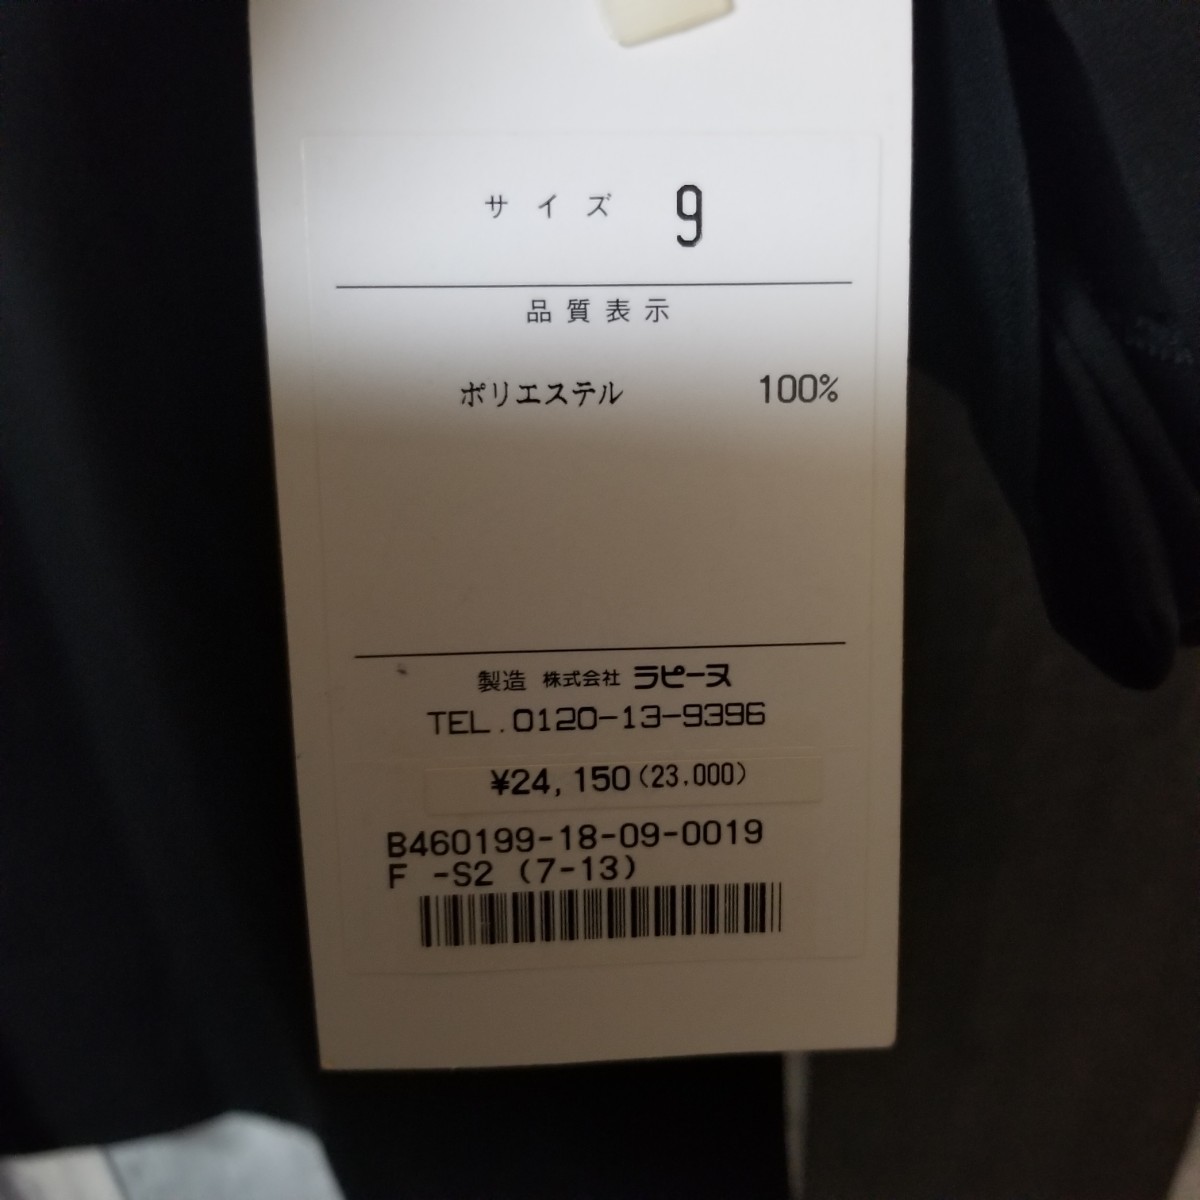 サイズ 9
品質表示
ポリエステル 100%
製造 株式会社 ラピーヌ
TEL.0120-13-9396
¥24,150(23.000)
B460199-18-09-0019
F -S2 (7-13)